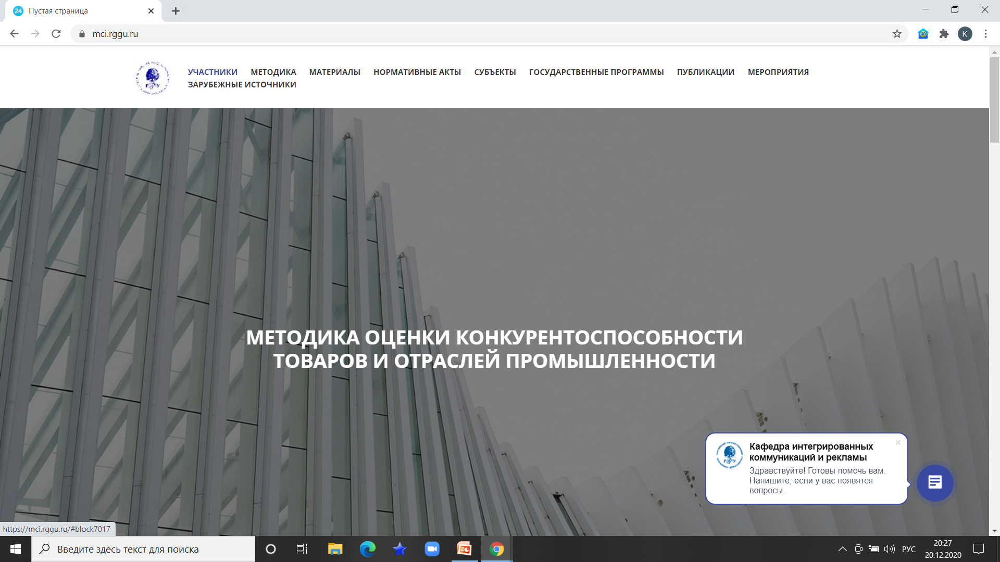 24 Пустая страница
mci.rggu.ru
K
УЧАСТНИКИ МЕТОДИКА МАТЕРИАЛЫ НОРМАТИВНЫЕ АКТЫ СУБЪЕКТЫ ГОСУДАРСТВЕННЫЕ ПРОГРАММЫ ПУБЛИКАЦИИ МЕРОПРИЯТИЯ
ЗАРУБЕЖНЫЕ ИСТОЧНИКИ
МЕТОДИКА ОЦЕНКИ КОНКУРЕНТОСПОСОБНОСТИ
ТОВАРОВ И ОТРАСЛЕЙ ПРОМЫШЛЕННОСТИ
Кафедра интегрированных
коммуникаций и рекламы
Здравствуйте! Готовы помочь вам.
Напишите, если у вас появятся
вопросы.
https://mci.rggu.ru/#block7017
Введите здесь текст для поиска
РУС
20:27
20.12.2020